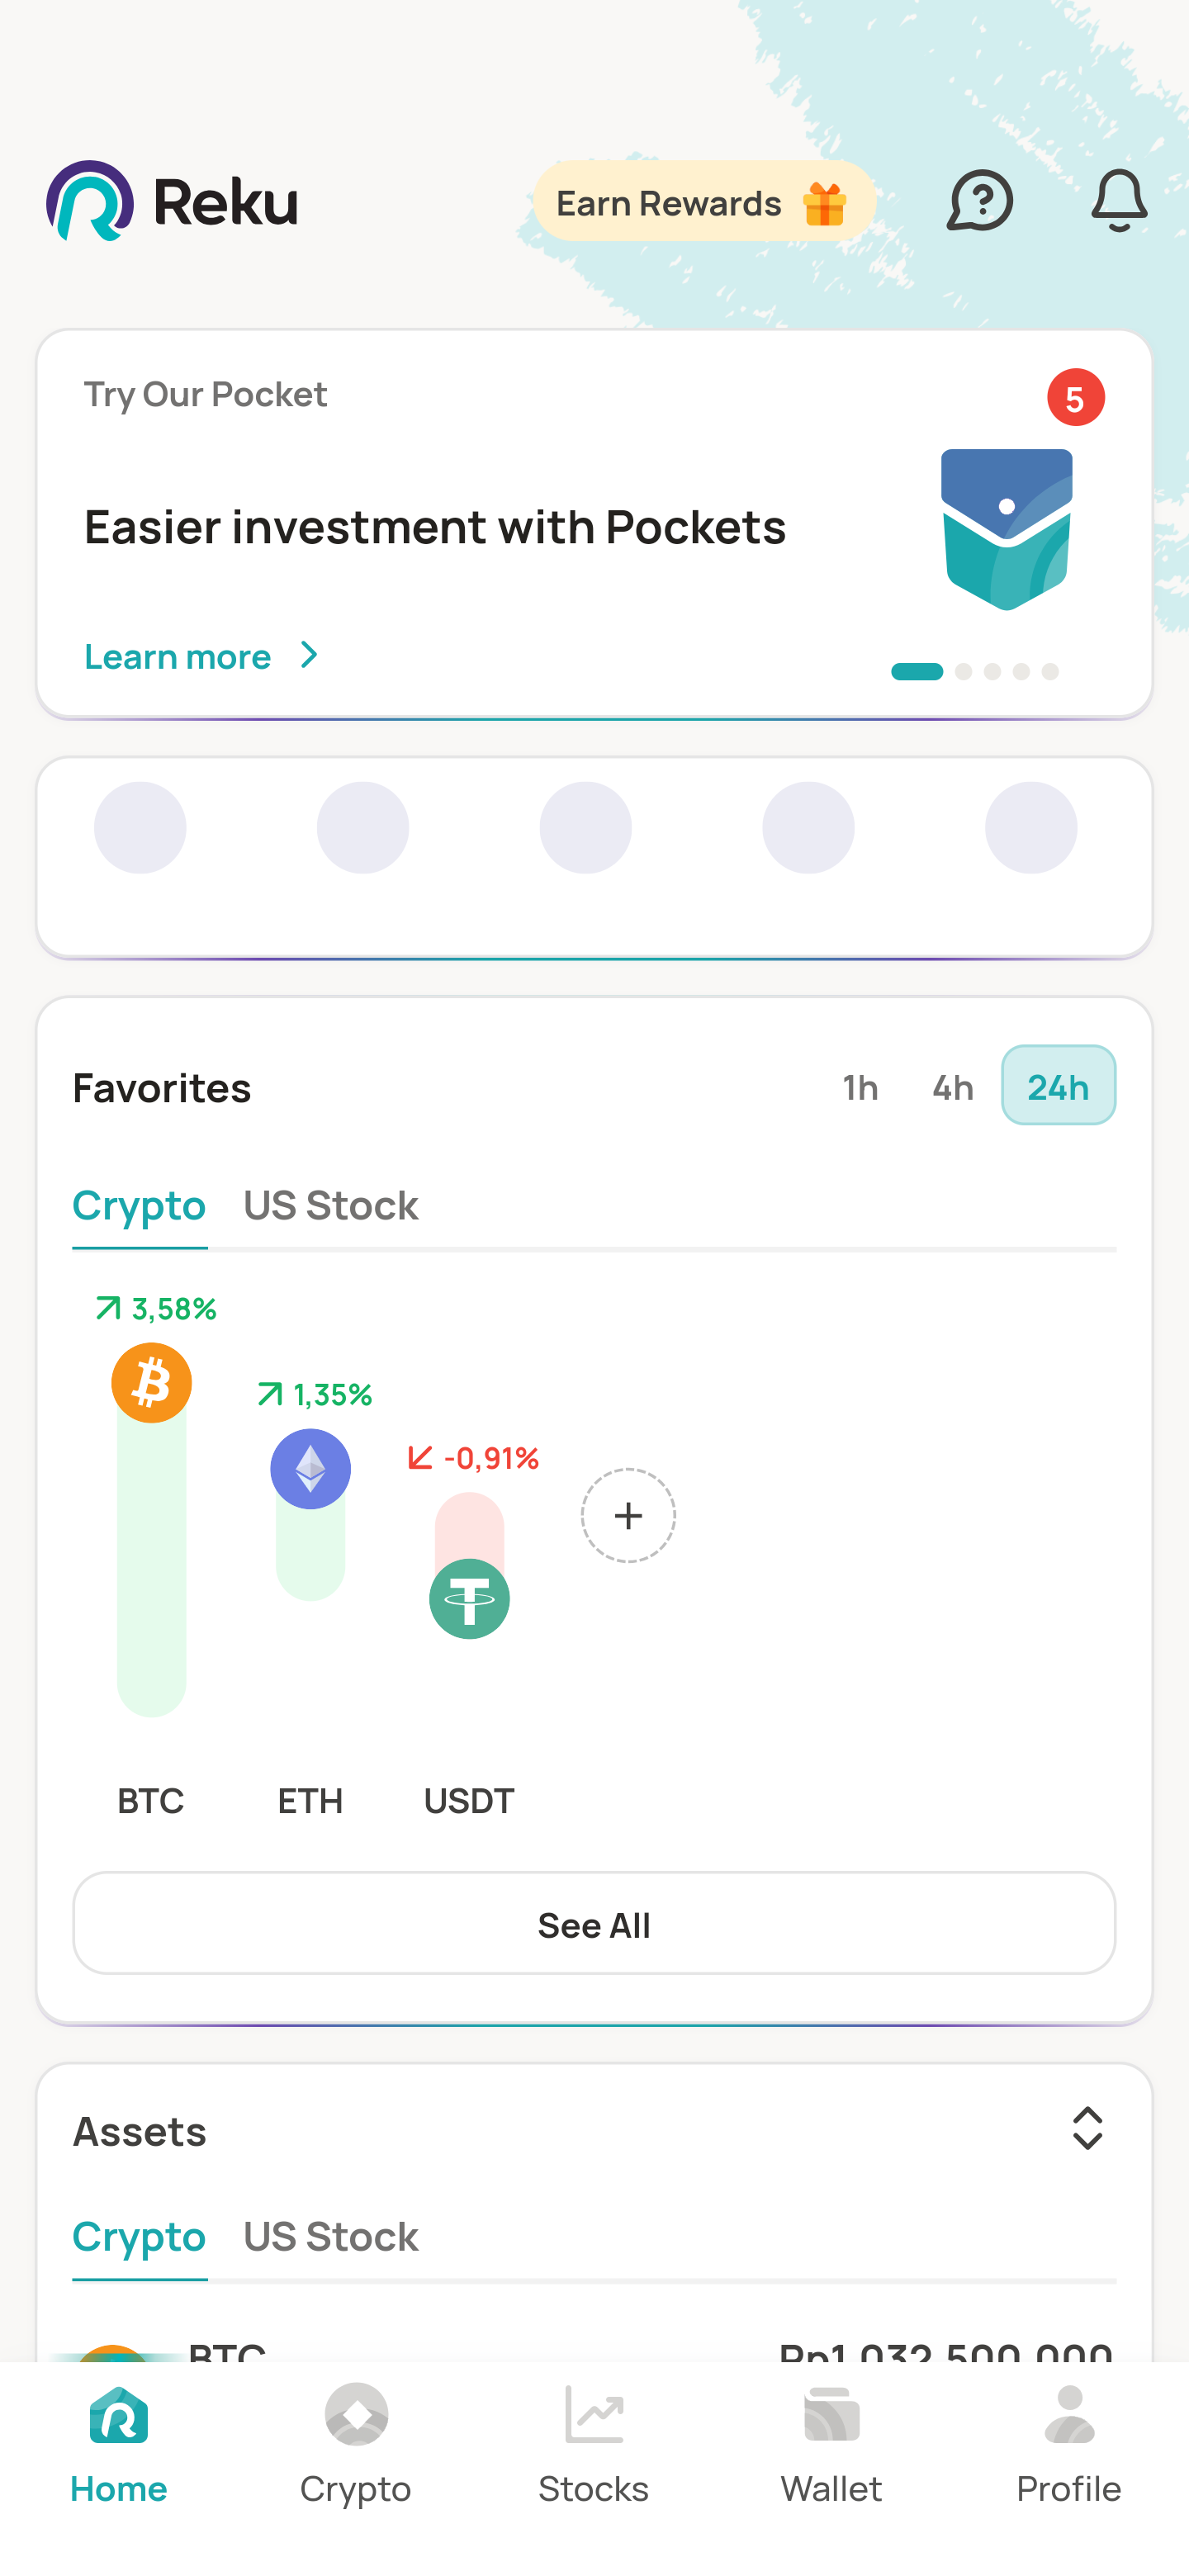 Reku
Earn Rewards
Try Our Pocket
5
Easier investment with Pockets
Learn more
Favorites
1h 4h 24h
Crypto US Stock
3,58%
1,35%
-0,91%
BTC ETH USDT
See All
Assets
Crypto US Stock
BTC Rp1.032.500.000
Home Crypto Stocks Wallet Profile